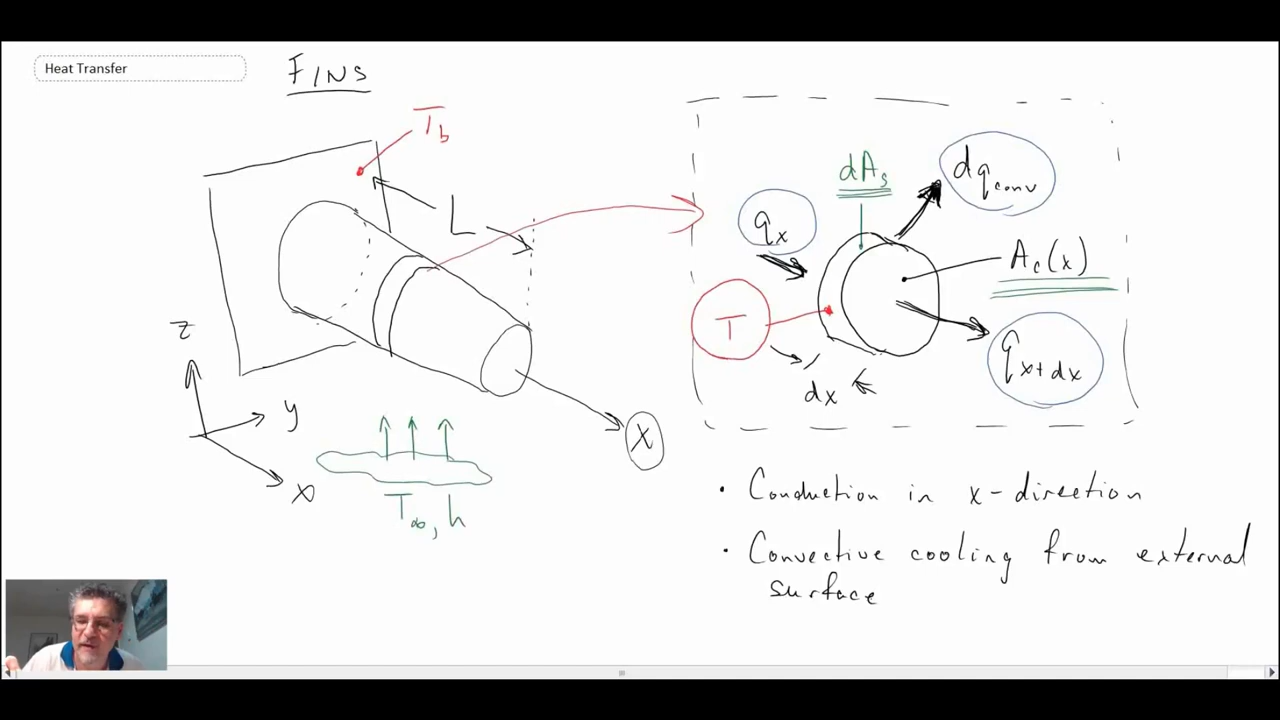 Heat Transfer
FINS
T_b
L
dA_s
dq_conv
q_x
A_c(x)
T
q_x+dx
dx
z
y
x
X
T_∞, h
• Conduction in x-direction
• Convective cooling from external
surface